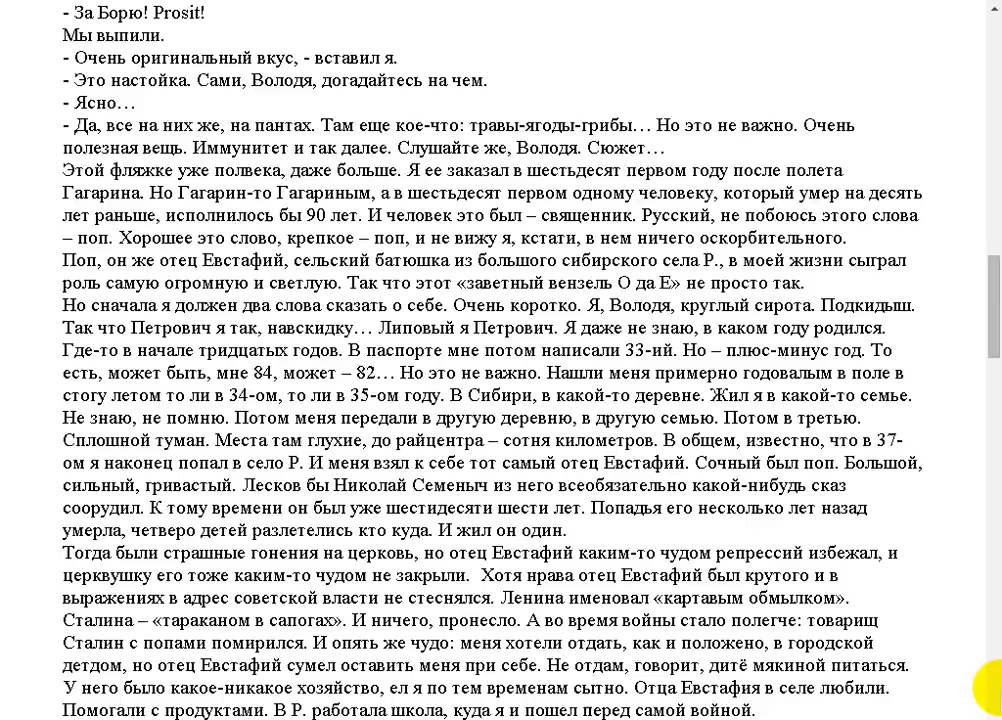 - За Борю! Prosit!
Мы выпили.
- Очень оригинальный вкус, - вставил я.
- Это настойка. Сами, Володя, догадайтесь на чем.
- Ясно…
- Да, все на них же, на пантах. Там еще кое-что: травы-ягоды-грибы… Но это не важно. Очень
полезная вещь. Иммунитет и так далее. Слушайте же, Володя. Сюжет…
Этой фляжке уже полвека, даже больше. Я ее заказал в шестьдесят первом году после полета
Гагарина. Но Гагарин-то Гагариным, а в шестьдесят первом одному человеку, который умер на десять
лет раньше, исполнилось бы 90 лет. И человек это был – священник. Русский, не побоюсь этого слова
– поп. Хорошее это слово, крепкое – поп, и не вижу я, кстати, в нем ничего оскорбительного.
Поп, он же отец Евстафий, сельский батюшка из большого сибирского села Р., в моей жизни сыграл
роль самую огромную и светлую. Так что этот «заветный вензель О да Е» не просто так.
Но сначала я должен два слова сказать о себе. Очень коротко. Я, Володя, круглый сирота. Подкидыш.
Так что Петрович я так, навскидку… Липовый я Петрович. Я даже не знаю, в каком году родился.
Где-то в начале тридцатых годов. В паспорте мне потом написали 33-ий. Но – плюс-минус год. То
есть, может быть, мне 84, может – 82… Но это не важно. Нашли меня примерно годовалым в поле в
стогу летом то ли в 34-ом, то ли в 35-ом году. В Сибири, в какой-то деревне. Жил я в какой-то семье.
Не знаю, не помню. Потом меня передали в другую деревню, в другую семью. Потом в третью.
Сплошной туман. Места там глухие, до райцентра – сотня километров. В общем, известно, что в 37-
ом я наконец попал в село Р. И меня взял к себе тот самый отец Евстафий. Сочный был поп. Большой,
сильный, гривастый. Лесков бы Николай Семеныч из него всеобязательно какой-нибудь сказ
соорудил. К тому времени он был уже шестидесяти шести лет. Попадья его несколько лет назад
умерла, четверо детей разлетелись кто куда. И жил он один.
Тогда были страшные гонения на церковь, но отец Евстафий каким-то чудом репрессий избежал, и
церквушку его тоже каким-то чудом не закрыли.  Хотя нрава отец Евстафий был крутого и в
выражениях в адрес советской власти не стеснялся. Ленина именовал «картавым обмылком».
Сталина – «тараканом в сапогах». И ничего, пронесло. А во время войны стало полегче: товарищ
Сталин с попами помирился. И опять же чудо: меня хотели отдать, как и положено, в городской
детдом, но отец Евстафий сумел оставить меня при себе. Не отдам, говорит, дитё мякиной питаться.
У него было какое-никакое хозяйство, ел я по тем временам сытно. Отца Евстафия в селе любили.
Помогали с продуктами. В Р. работала школа, куда я и пошел перед самой войной.